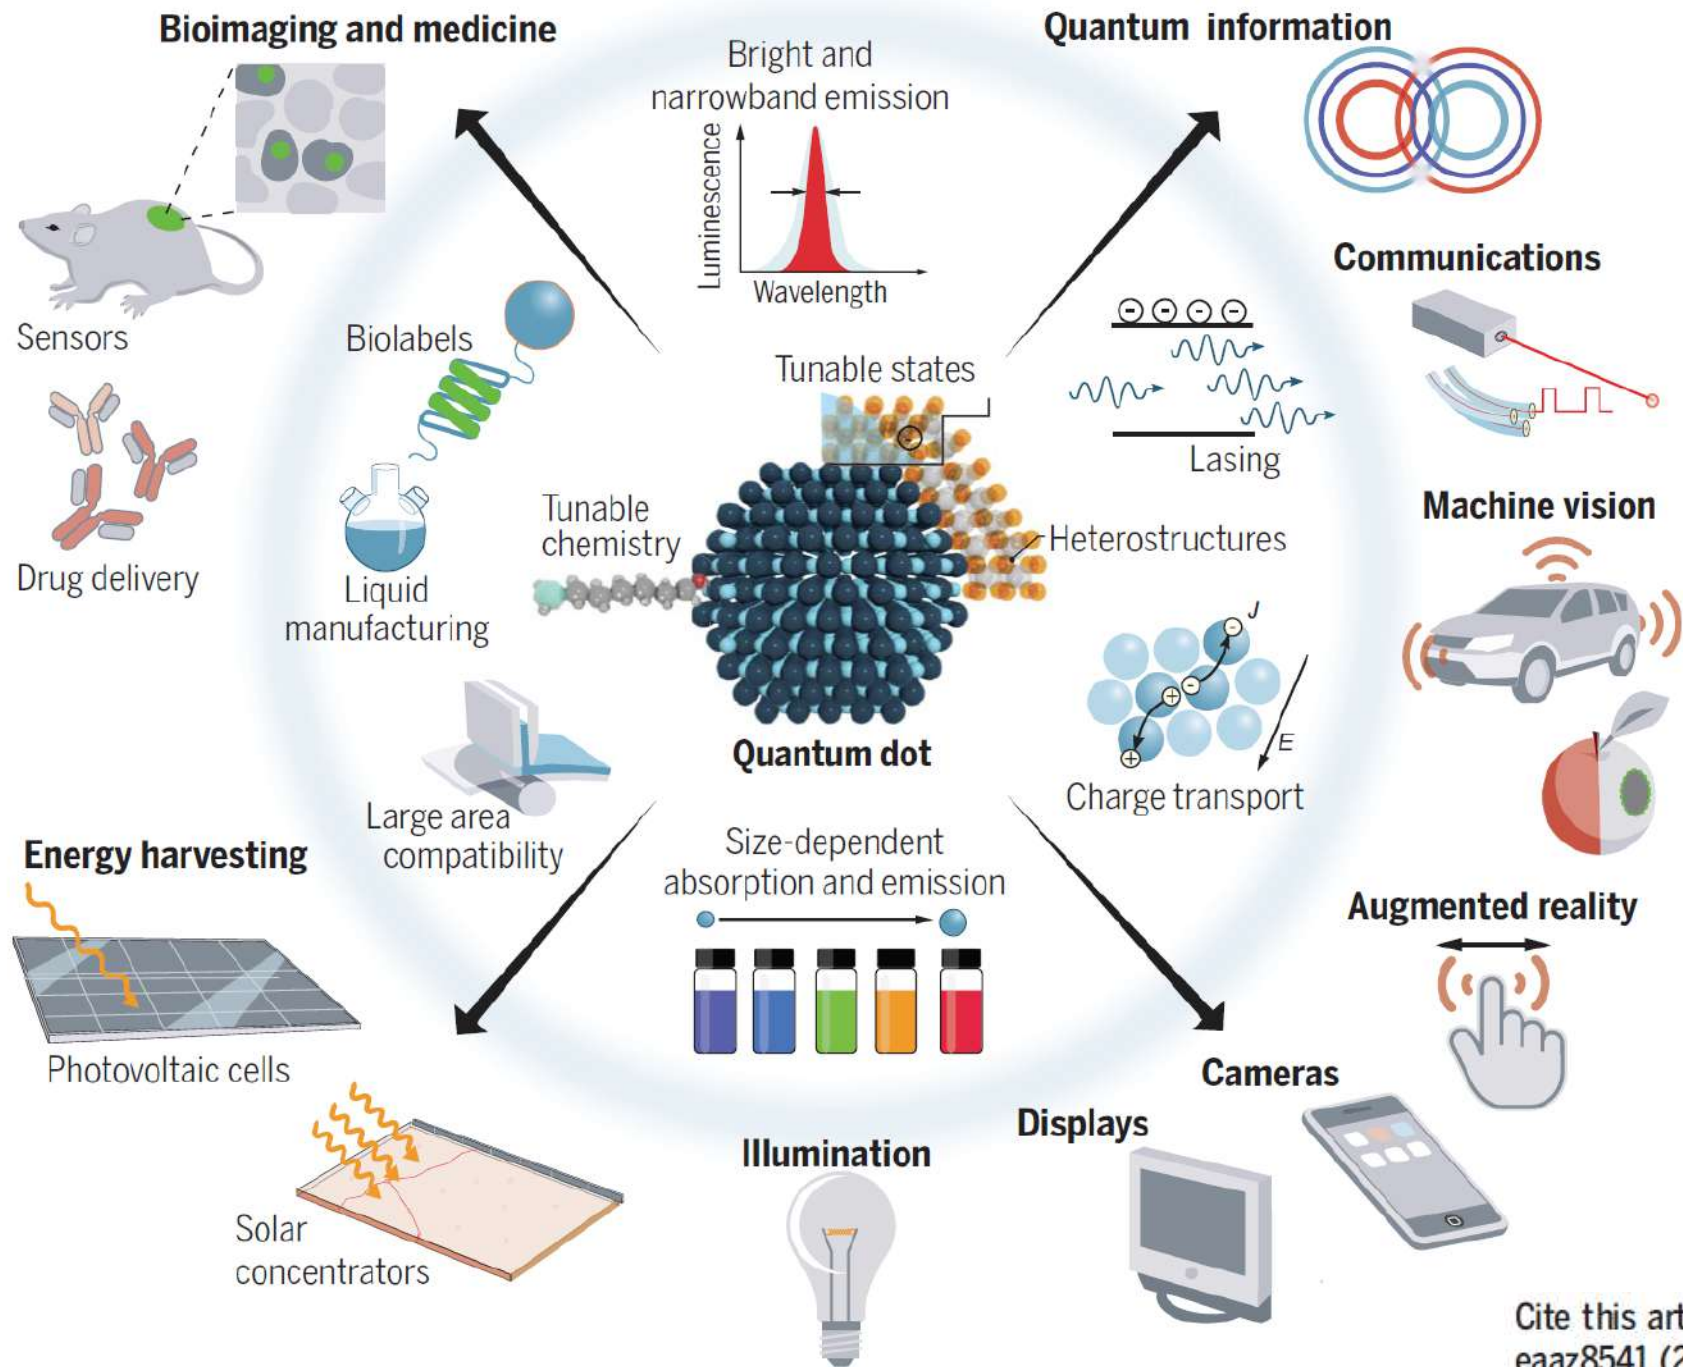 Bioimaging and medicine
Quantum information
Bright and
narrowband emission
Luminescence
Wavelength
Communications
Sensors
Biolabels
Tunable states
Lasing
Machine vision
Tunable
chemistry
Heterostructures
Drug delivery
Liquid
manufacturing
J
E
Quantum dot
Charge transport
Large area
compatibility
Energy harvesting
Size-dependent
absorption and emission
Augmented reality
Photovoltaic cells
Cameras
Displays
Illumination
Solar
concentrators
Cite this art
eaaz8541 (2